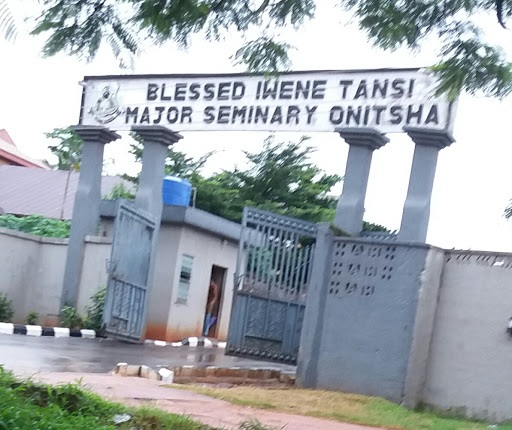 BLESSED IWENE TANSI
MAJOR SEMINARY ONITSHA